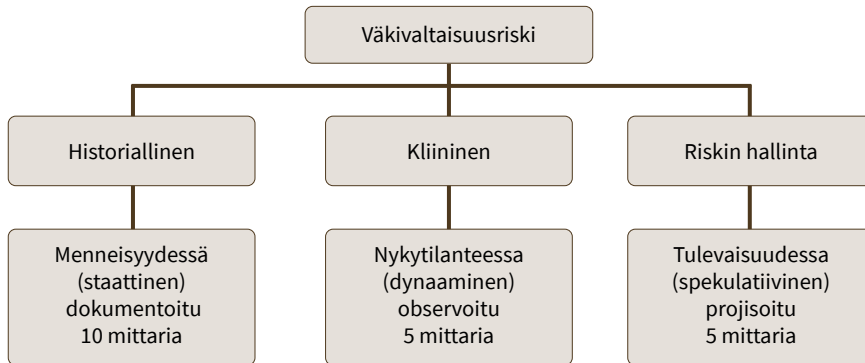 Väkivaltaisuusriski
Historiallinen
Kliininen
Riskin hallinta
Menneisyydessä
(staattinen)
dokumentoitu
10 mittaria
Nykytilanteessa
(dynaaminen)
observoitu
5 mittaria
Tulevaisuudessa
(spekulatiivinen)
projisoitu
5 mittaria